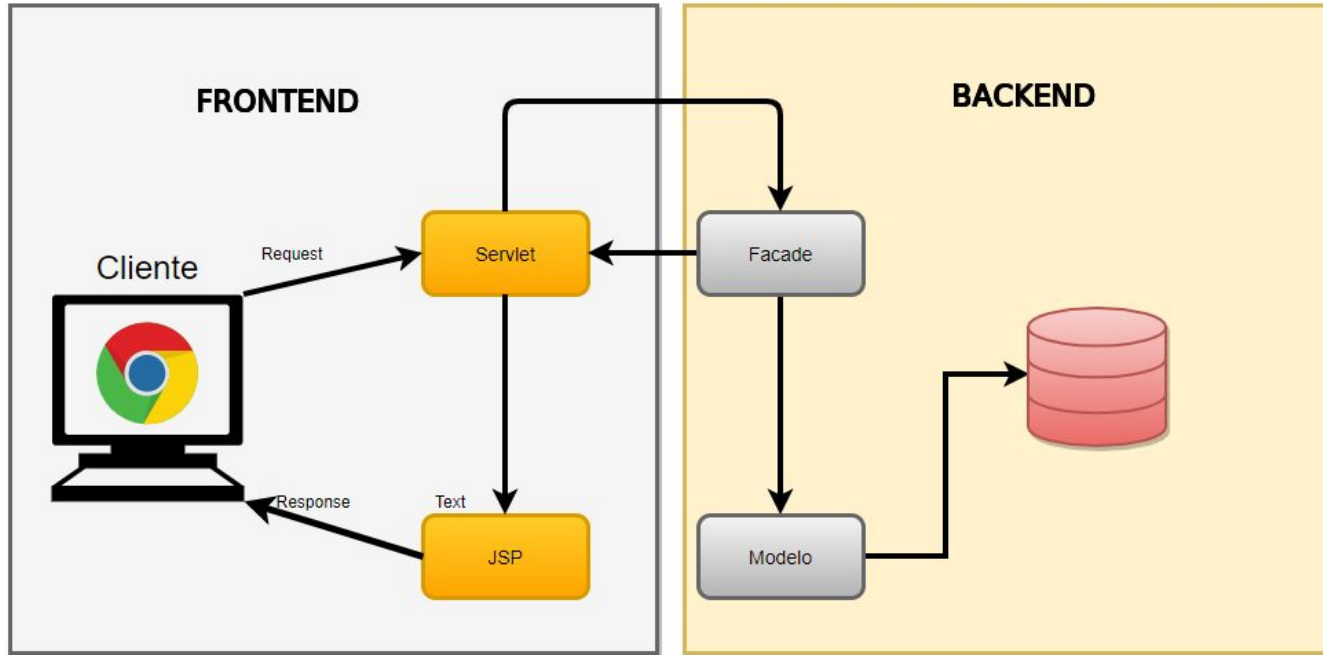 FRONTEND
BACKEND
Cliente
Request
Servlet
Facade
Response
Text
JSP
Modelo